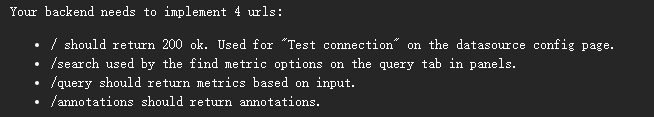 Your backend needs to implement 4 urls:
• / should return 200 ok. Used for "Test connection" on the datasource config page.
• /search used by the find metric options on the query tab in panels.
• /query should return metrics based on input.
• /annotations should return annotations.